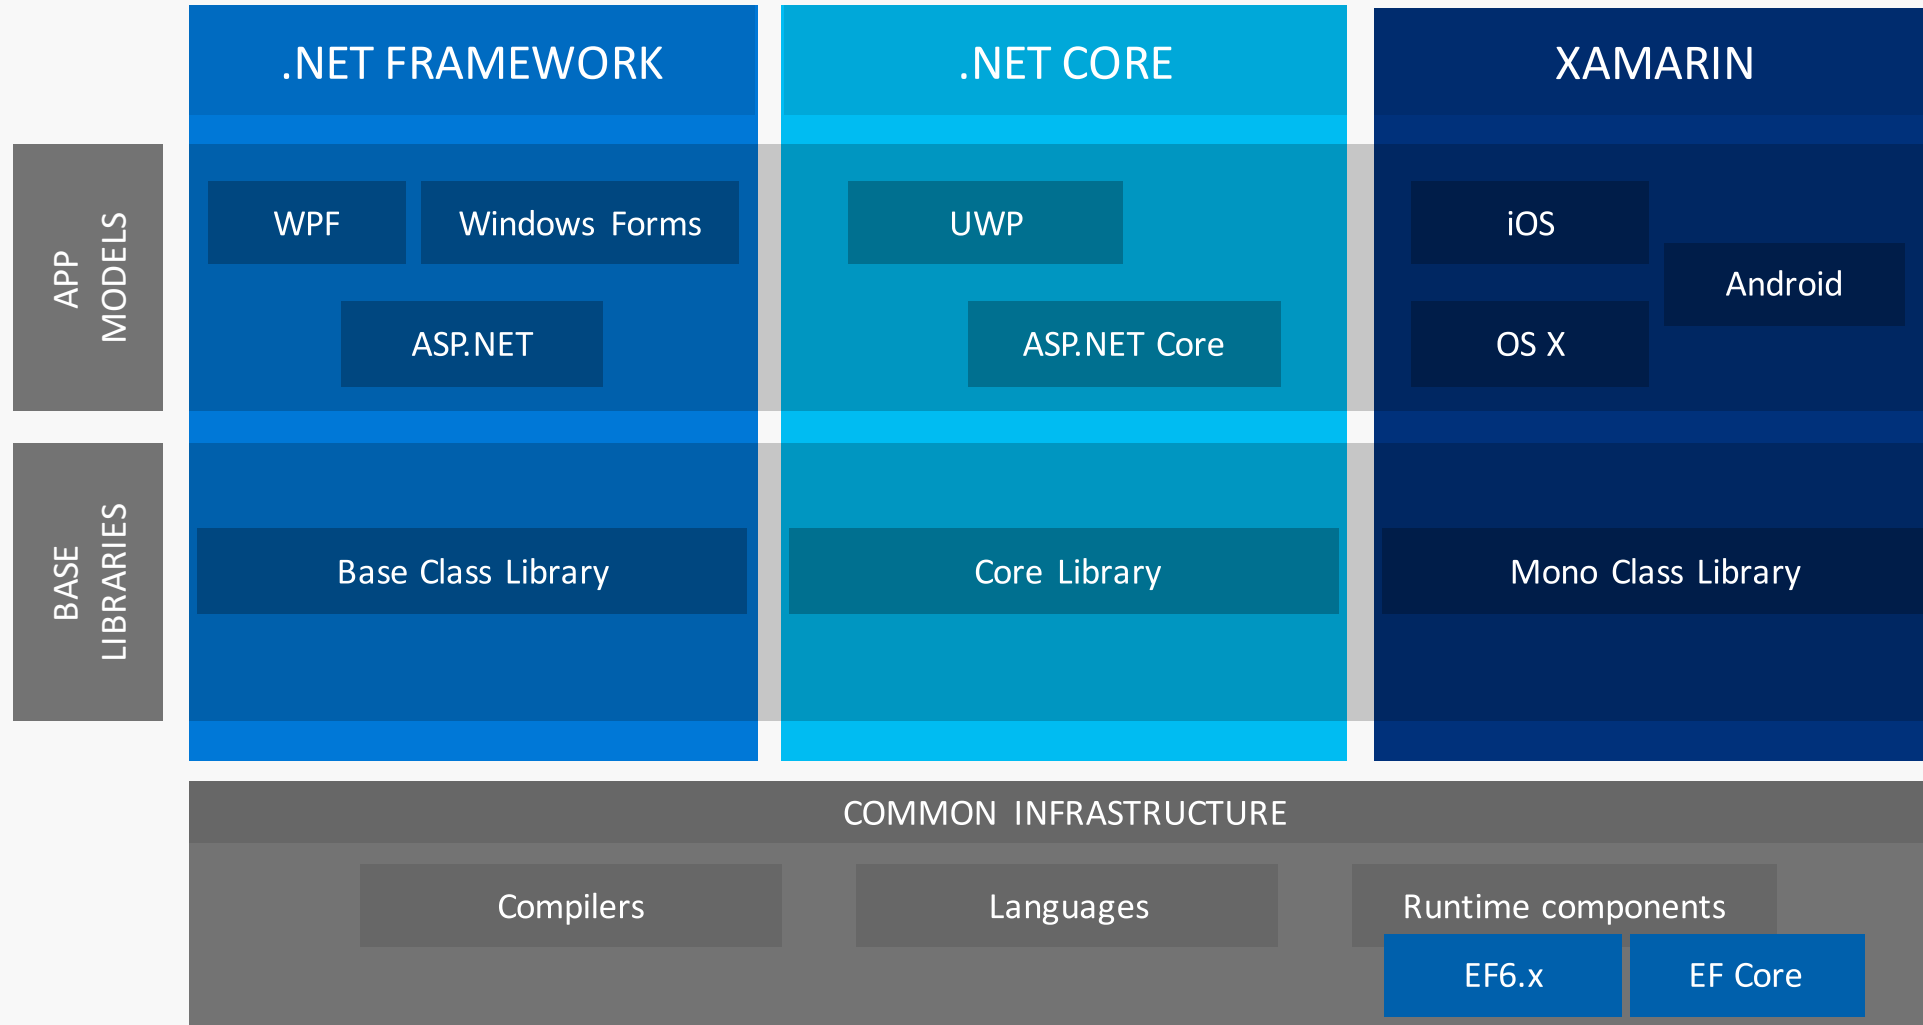 .NET FRAMEWORK
.NET CORE
XAMARIN
APP
MODELS
WPF
Windows Forms
ASP.NET
UWP
ASP.NET Core
iOS
Android
OS X
BASE
LIBRARIES
Base Class Library
Core Library
Mono Class Library
COMMON INFRASTRUCTURE
Compilers
Languages
Runtime components
EF6.x
EF Core